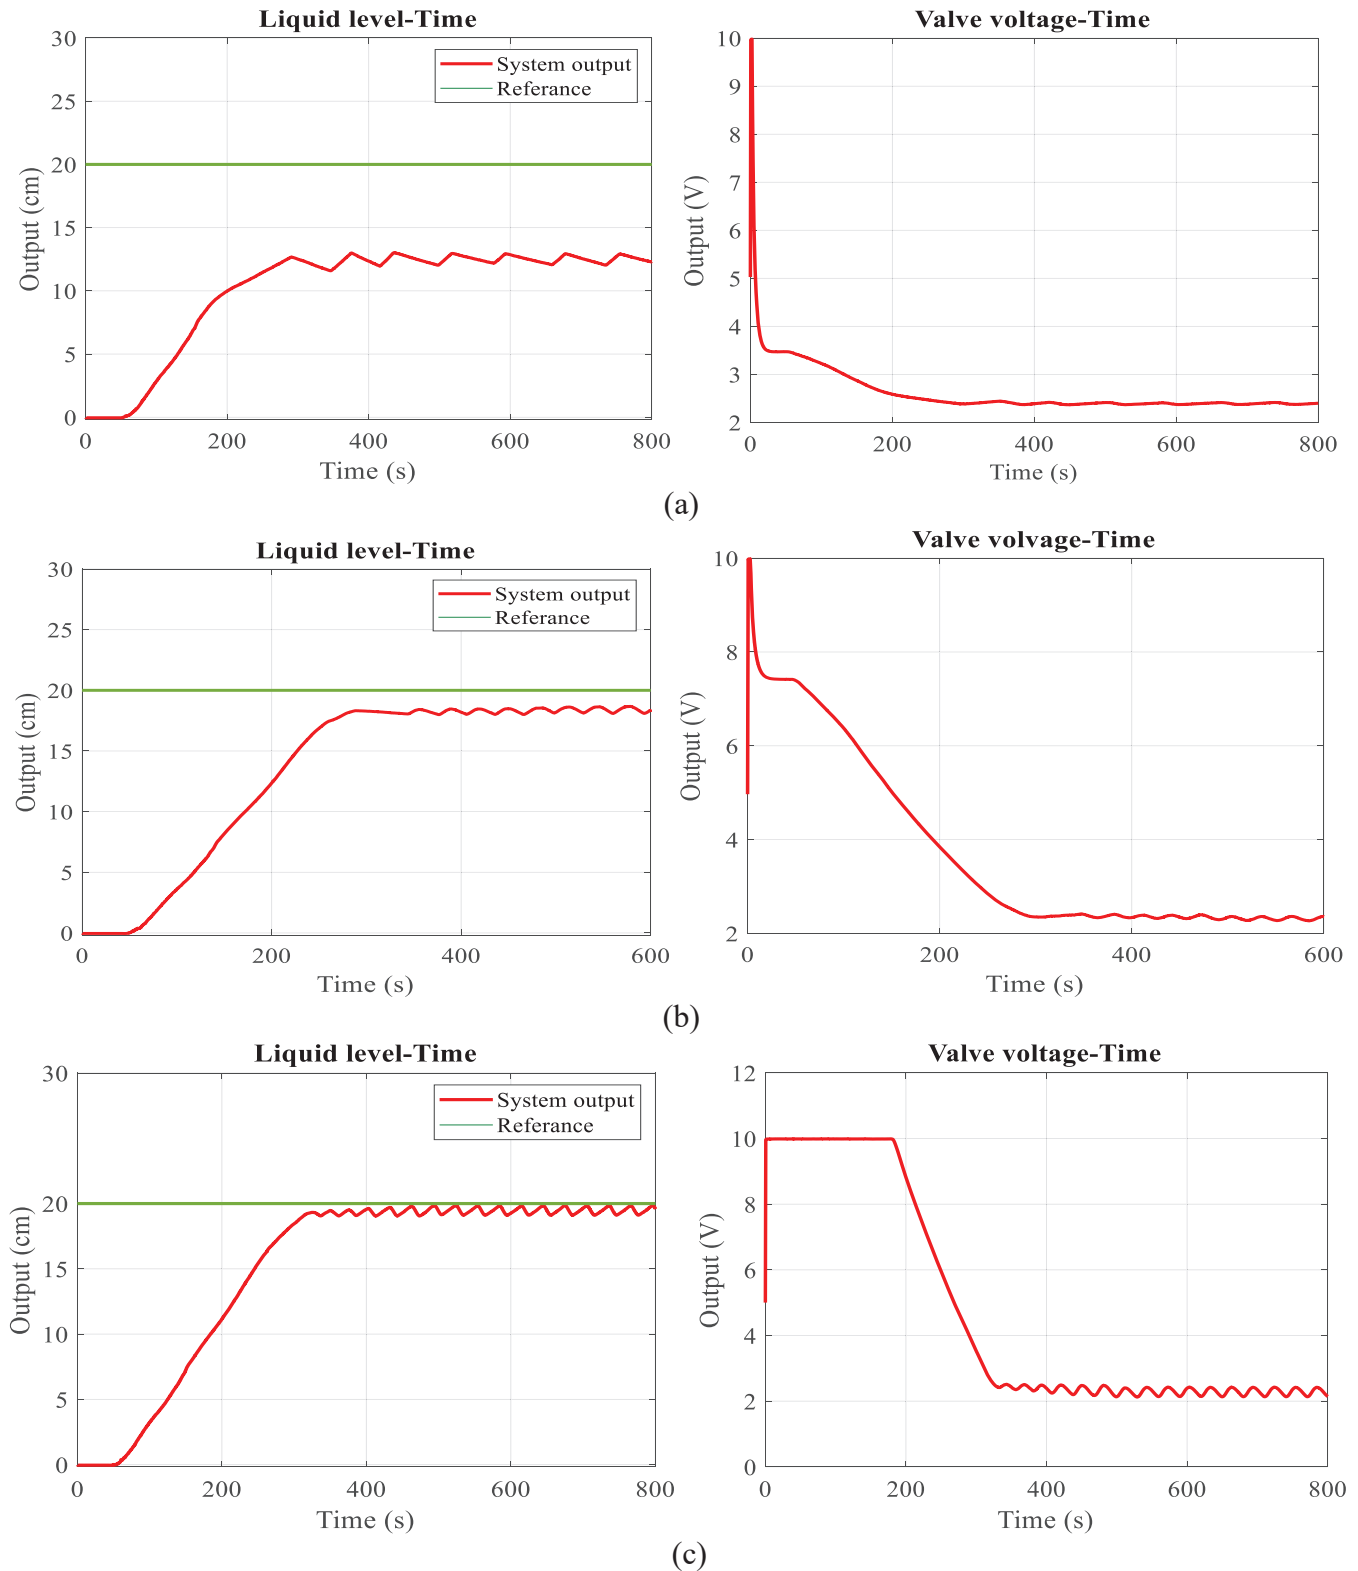 Liquid level-Time
System output
Referance
30
25
20
15
10
5
0
0 200 400 600 800
Output (cm)
Time (s)
Valve voltage-Time
10
9
8
7
6
5
4
3
2
0 200 400 600 800
Output (V)
Time (s)
(a)
Liquid level-Time
System output
Referance
30
25
20
15
10
5
0
0 200 400 600
Output (cm)
Time (s)
Valve volvage-Time
10
8
6
4
2
0 200 400 600
Output (V)
Time (s)
(b)
Liquid level-Time
System output
Referance
30
25
20
15
10
5
0
0 200 400 600 800
Output (cm)
Time (s)
Valve voltage-Time
12
10
8
6
4
2
0
0 200 400 600 800
Output (V)
Time (s)
(c)